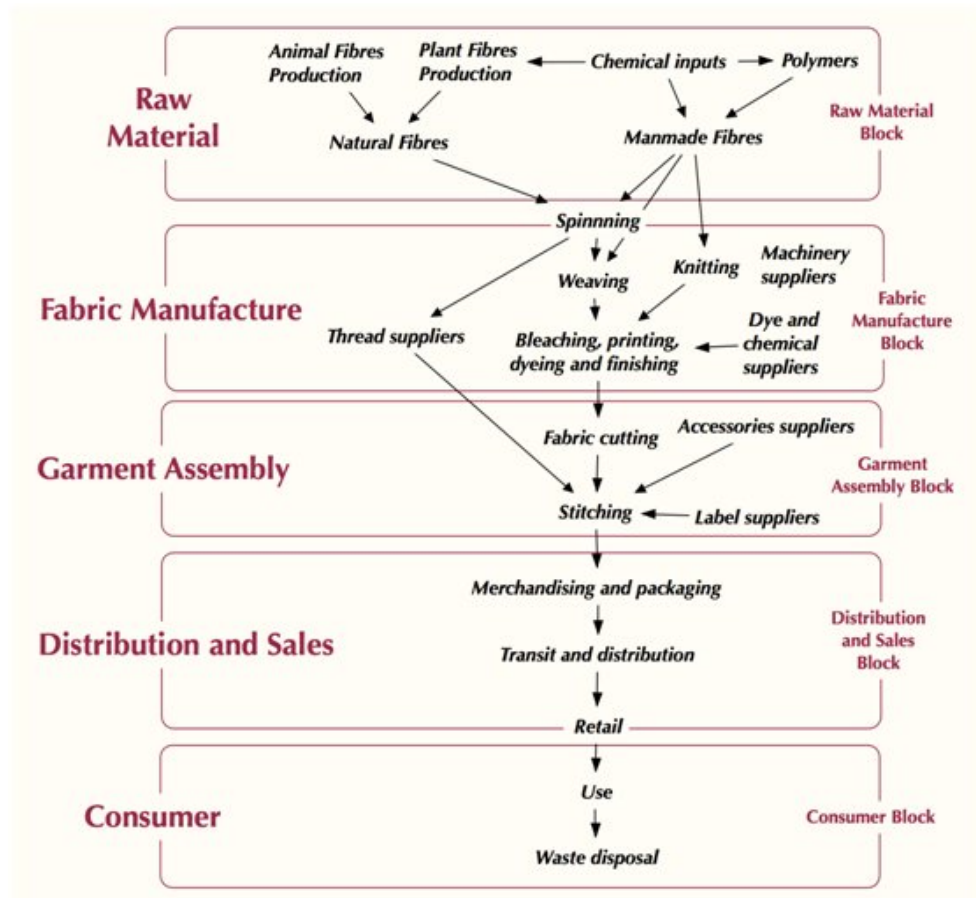 Animal Fibres
Production
Plant Fibres
Production
Chemical inputs
Polymers
Raw
Material
Raw Material
Block
Natural Fibres
Manmade Fibres
Spinnning
Fabric Manufacture
Weaving
Knitting
Machinery
suppliers
Fabric
Manufacture
Block
Thread suppliers
Bleaching, printing,
dyeing and finishing
Dye and
chemical
suppliers
Garment Assembly
Fabric cutting
Accessories suppliers
Garment
Assembly Block
Stitching
Label suppliers
Distribution and Sales
Merchandising and packaging
Transit and distribution
Distribution
and Sales
Block
Retail
Consumer
Use
Consumer Block
Waste disposal